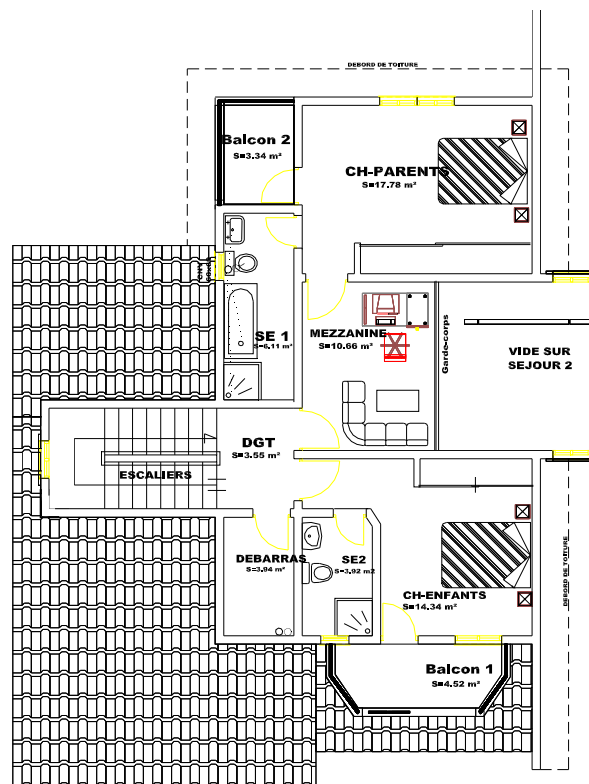 DEBORD DE TOITURE
Balcon 2
S=3.34 m²
CH-PARENTS
S=17.78 m²
SE 1
S=6,11 m²
MEZZANINE
S=10.66 m²
Garde-corps
VIDE SUR
SEJOUR 2
DGT
S=3.55 m²
ESCALIERS
DEBARRAS
S=3,94 m²
SE2
S=3,92 m2
CH-ENFANTS
S=14.34 m²
DEBORD DE TOITURE
Balcon 1
S=4.52 m²